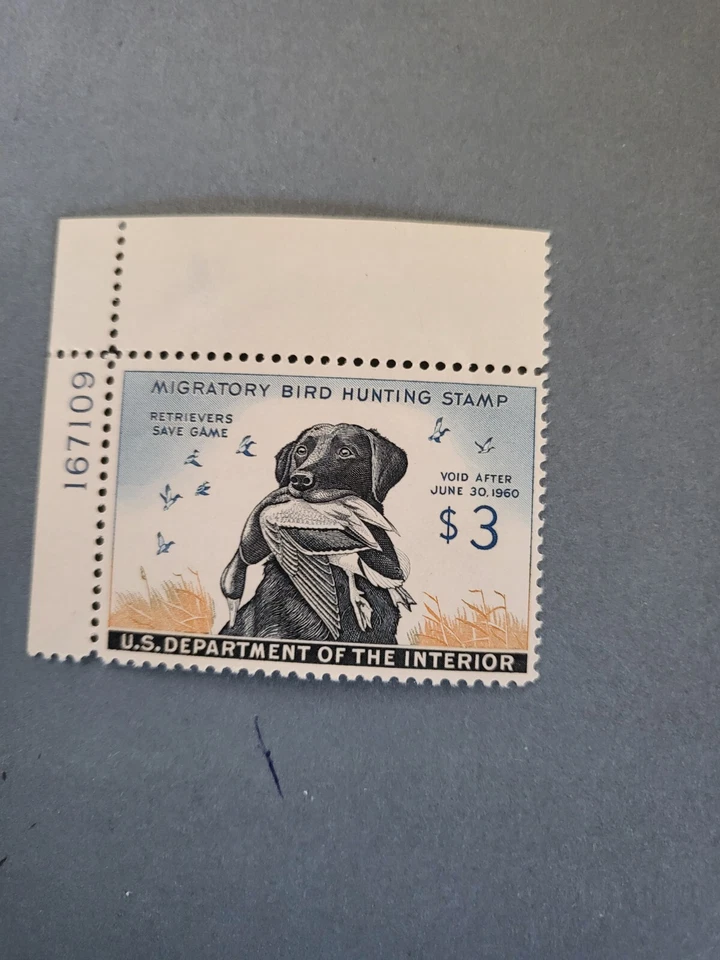 MIGRATORY BIRD HUNTING STAMP
RETRIEVERS
SAVE GAME
VOID AFTER
JUNE 30, 1960
$3
U.S. DEPARTMENT OF THE INTERIOR
167109